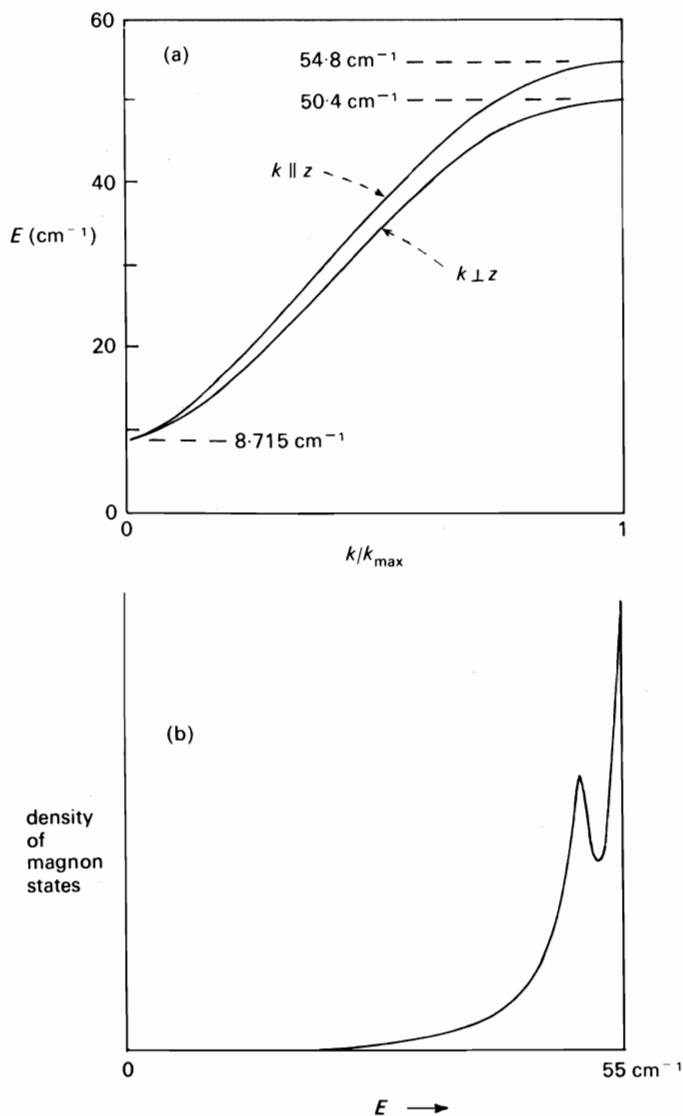 60
(a)
54·8 cm⁻¹
50·4 cm⁻¹
k ∥ z
40
E (cm⁻¹)
k ⊥ z
20
8·715 cm⁻¹
0
0
1
k/kₘₐₓ
(b)
density
of
magnon
states
0
55 cm⁻¹
E